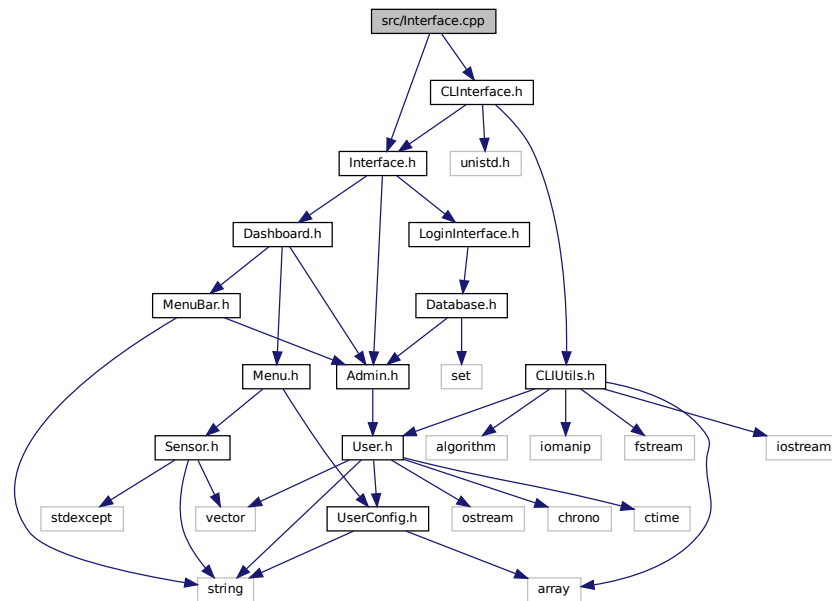 src/Interface.cpp
CLInterface.h
Interface.h
unistd.h
Dashboard.h
LoginInterface.h
MenuBar.h
Database.h
Menu.h
Admin.h
set
CLIUtils.h
Sensor.h
User.h
algorithm
iomanip
fstream
iostream
stdexcept
vector
UserConfig.h
ostream
chrono
ctime
string
array